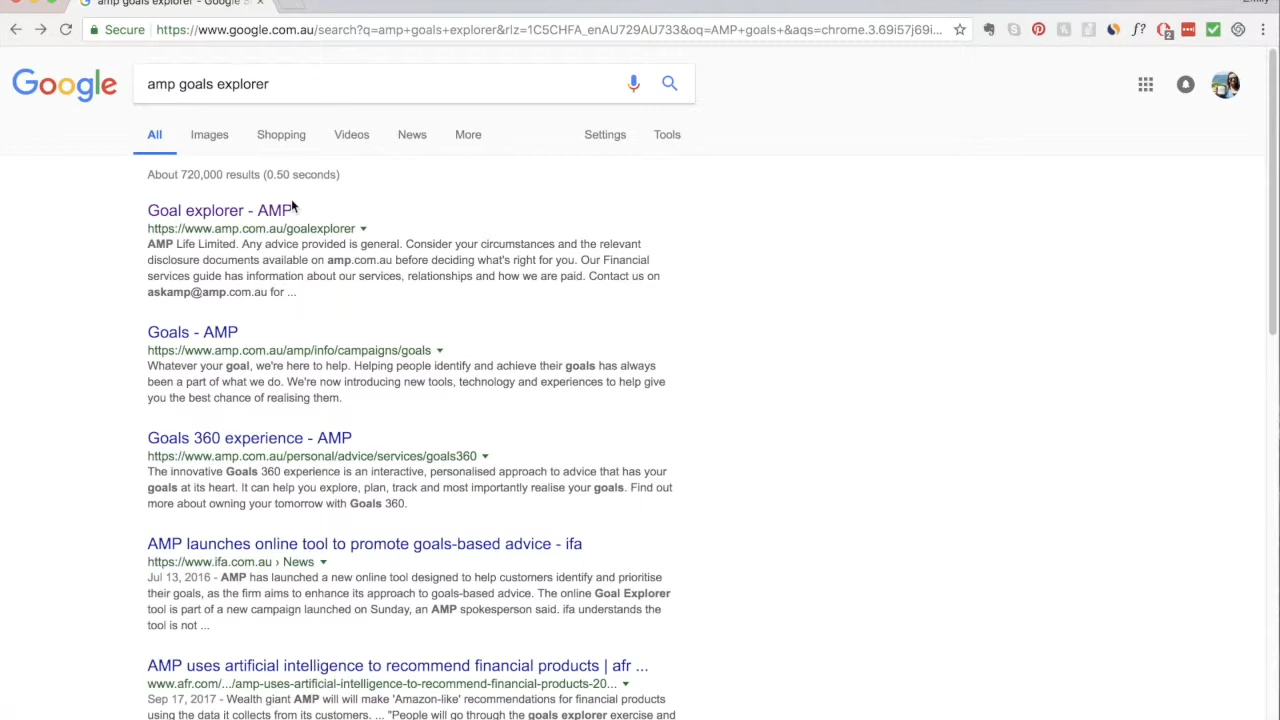 amp goals explorer - Google S
Secure https://www.google.com.au/search?q=amp+goals+explorer&rlz=1C5CHFA_enAU729AU733&oq=AMP+goals+&aqs=chrome.3.69i57j69i...
Google
amp goals explorer
All Images Shopping Videos News More Settings Tools
About 720,000 results (0.50 seconds)
Goal explorer - AMP
https://www.amp.com.au/goalexplorer
AMP Life Limited. Any advice provided is general. Consider your circumstances and the relevant
disclosure documents available on amp.com.au before deciding what's right for you. Our Financial
services guide has information about our services, relationships and how we are paid. Contact us on
askamp@amp.com.au for ...
Goals - AMP
https://www.amp.com.au/amp/info/campaigns/goals
Whatever your goal, we're here to help. Helping people identify and achieve their goals has always
been a part of what we do. We're now introducing new tools, technology and experiences to help give
you the best chance of realising them.
Goals 360 experience - AMP
https://www.amp.com.au/personal/advice/services/goals360
The innovative Goals 360 experience is an interactive, personalised approach to advice that has your
goals at its heart. It can help you explore, plan, track and most importantly realise your goals. Find out
more about owning your tomorrow with Goals 360.
AMP launches online tool to promote goals-based advice - ifa
https://www.ifa.com.au › News
Jul 13, 2016 - AMP has launched a new online tool designed to help customers identify and prioritise
their goals, as the firm aims to enhance its approach to goals-based advice. The online Goal Explorer
tool is part of a new campaign launched on Sunday, an AMP spokesperson said. ifa understands the
tool is not ...
AMP uses artificial intelligence to recommend financial products | afr ...
www.afr.com/.../amp-uses-artificial-intelligence-to-recommend-financial-products-20...
Sep 17, 2017 - Wealth giant AMP will will make 'Amazon-like' recommendations for financial products
using the data it collects from its customers. ... "People will go through the goals explorer exercise and